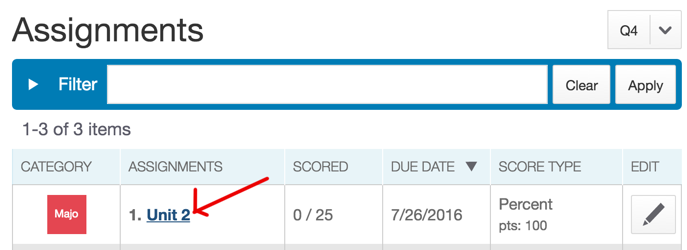 Assignments
Q4
Filter
Clear
Apply
1-3 of 3 items
CATEGORY ASSIGNMENTS SCORED DUE DATE ▼ SCORE TYPE EDIT
Majo 1. Unit 2 0 / 25 7/26/2016 Percent
pts: 100